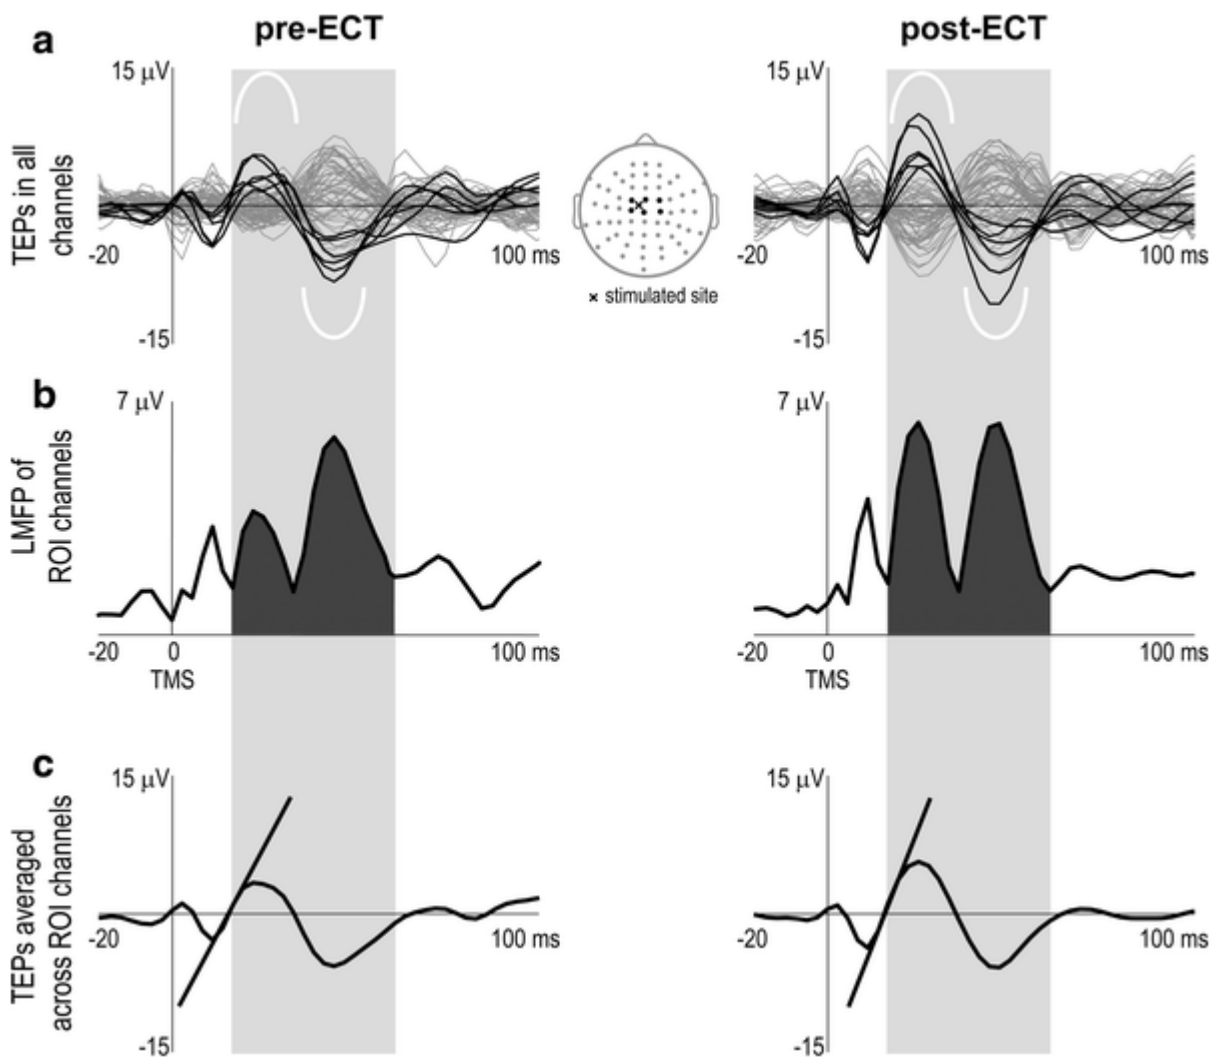 pre-ECT
post-ECT
a
15 μV
15 μV
TEPs in all
channels
-20
100 ms
-20
100 ms
× stimulated site
-15
-15
b
7 μV
7 μV
LMFP of
ROI channels
-20
0
100 ms
-20
0
100 ms
TMS
TMS
c
15 μV
15 μV
TEPs averaged
across ROI channels
-20
100 ms
-20
100 ms
-15
-15